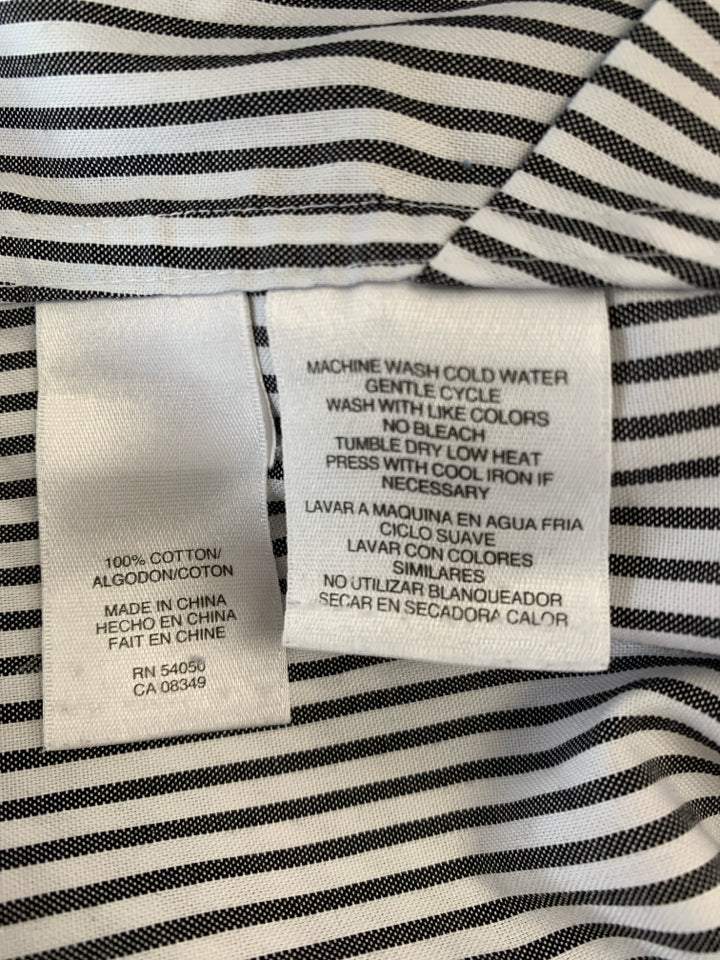 100% COTTON/
ALGODON/COTON
MADE IN CHINA
HECHO EN CHINA
FAIT EN CHINE
RN 54050
CA 08349
MACHINE WASH COLD WATER
GENTLE CYCLE
WASH WITH LIKE COLORS
NO BLEACH
TUMBLE DRY LOW HEAT
PRESS WITH COOL IRON IF
NECESSARY
LAVAR A MAQUINA EN AGUA FRIA
CICLO SUAVE
LAVAR CON COLORES
SIMILARES
NO UTILIZAR BLANQUEADOR
SECAR EN SECADORA CALOR